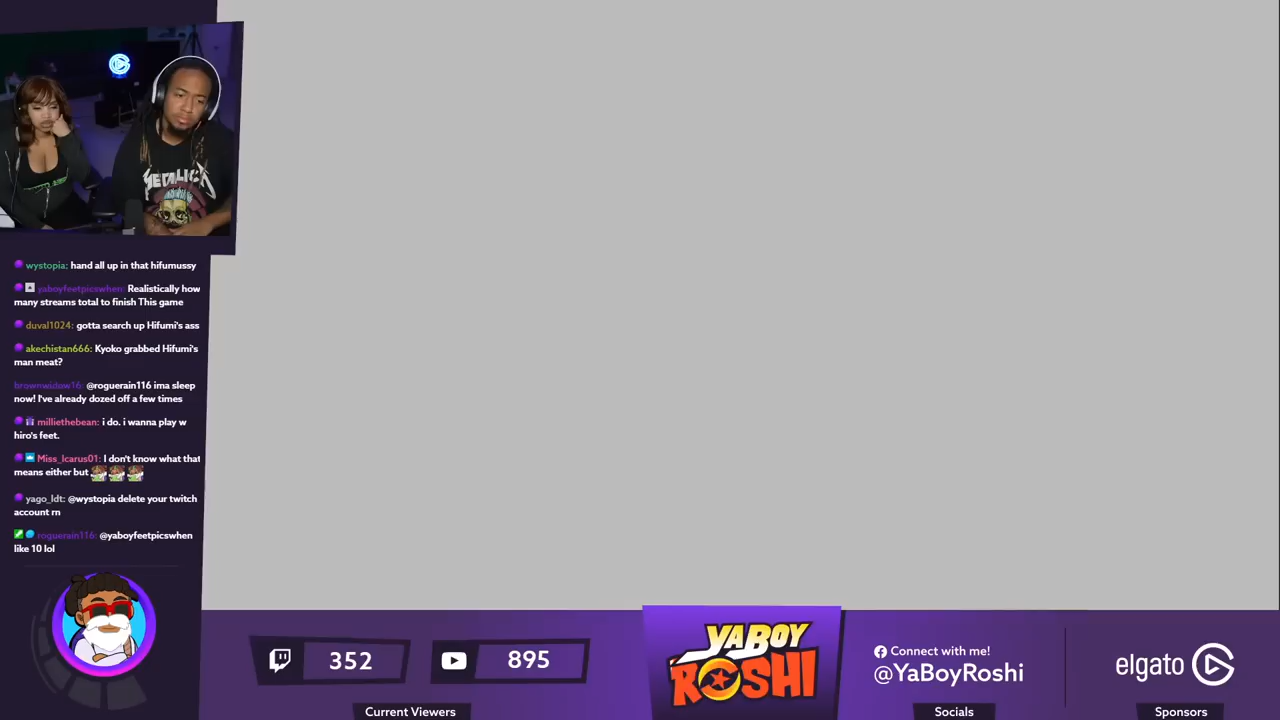 METALLICA
wystopia: hand all up in that hifumussy
yaboyfeetpicswhen: Realistically how
many streams total to finish This game
duval1024: gotta search up Hifumi's ass
akechistan666: Kyoko grabbed Hifumi's
man meat?
brownwidow16: @roguerain116 ima sleep
now! I've already dozed off a few times
milliethebean: i do. i wanna play w
hiro's feet.
Miss_Icarus01: I don't know what that
means either but
yago_ldt: @wystopia delete your twitch
account rn
roguerain116: @yaboyfeetpicswhen
like 10 lol
352
895
Current Viewers
YABOY
ROSHI
Connect with me!
@YaBoyRoshi
Socials
elgato
Sponsors